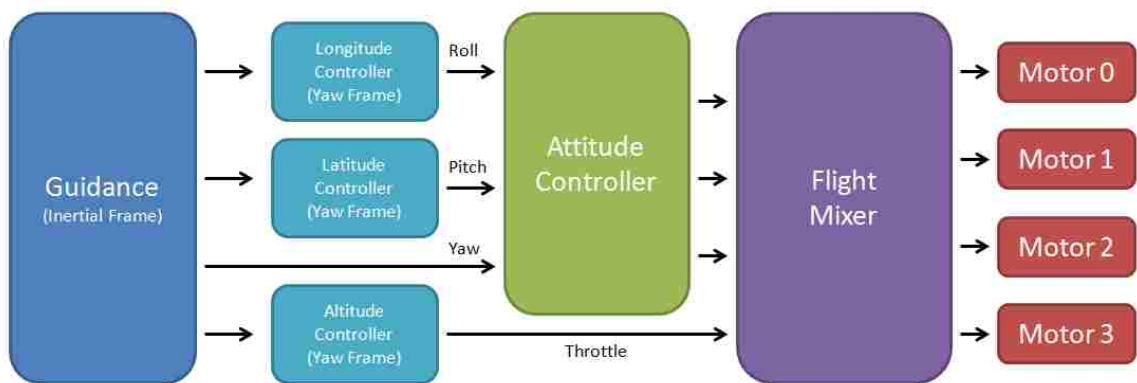 Guidance
(Inertial Frame)
Longitude
Controller
(Yaw Frame)
Roll
Latitude
Controller
(Yaw Frame)
Pitch
Yaw
Altitude
Controller
(Yaw Frame)
Throttle
Attitude
Controller
Flight
Mixer
Motor 0
Motor 1
Motor 2
Motor 3